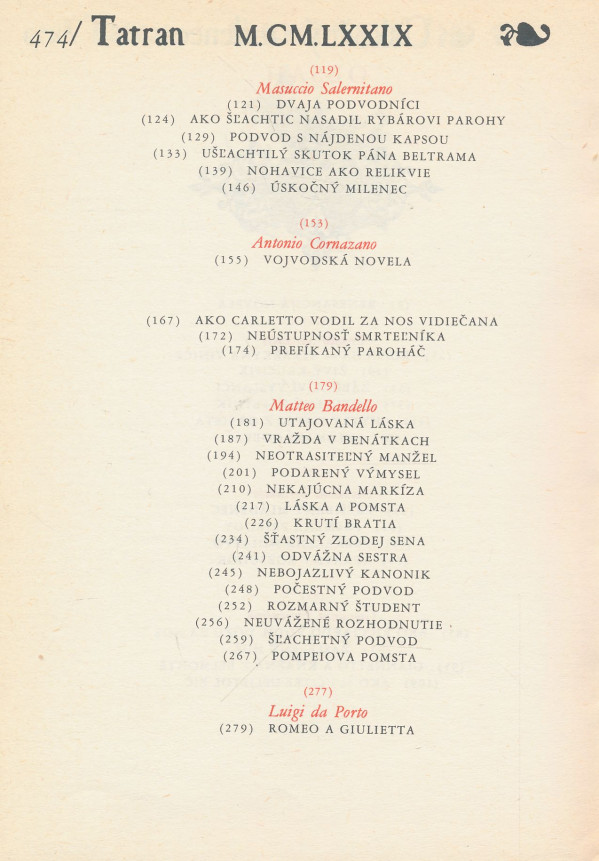 474/ Tatran M.CM.LXXIX
(119)
Masuccio Salernitano
(121) DVAJA PODVODNÍCI
(124) AKO ŠĽACHTIC NASADIL RYBÁROVI PAROHY
(129) PODVOD S NÁJDENOU KAPSOU
(133) UŠĽACHTILÝ SKUTOK PÁNA BELTRAMA
(139) NOHAVICE AKO RELIKVIE
(146) ÚSKOČNÝ MILENEC
(153)
Antonio Cornazano
(155) VOJVODSKÁ NOVELA
(167) AKO CARLETTO VODIL ZA NOS VIDIEČANA
(172) NEÚSTUPNOSŤ SMRTEĽNÍKA
(174) PREFÍKANÝ PAROHÁČ
(179)
Matteo Bandello
(181) UTAJOVANÁ LÁSKA
(187) VRAŽDA V BENÁTKACH
(194) NEOTRASITEĽNÝ MANŽEL
(201) PODARENÝ VÝMYSEL
(210) NEKAJÚCNA MARKÍZA
(217) LÁSKA A POMSTA
(226) KRUTÍ BRATIA
(234) ŠŤASTNÝ ZLODEJ SENA
(241) ODVÁŽNA SESTRA
(245) NEBOJAZLIVÝ KANONIK
(248) POČESTNÝ PODVOD
(252) ROZMARNÝ ŠTUDENT
(256) NEUVÁŽENÉ ROZHODNUTIE
(259) ŠĽACHETNÝ PODVOD
(267) POMPEIOVA POMSTA
(277)
Luigi da Porto
(279) ROMEO A GIULIETTA